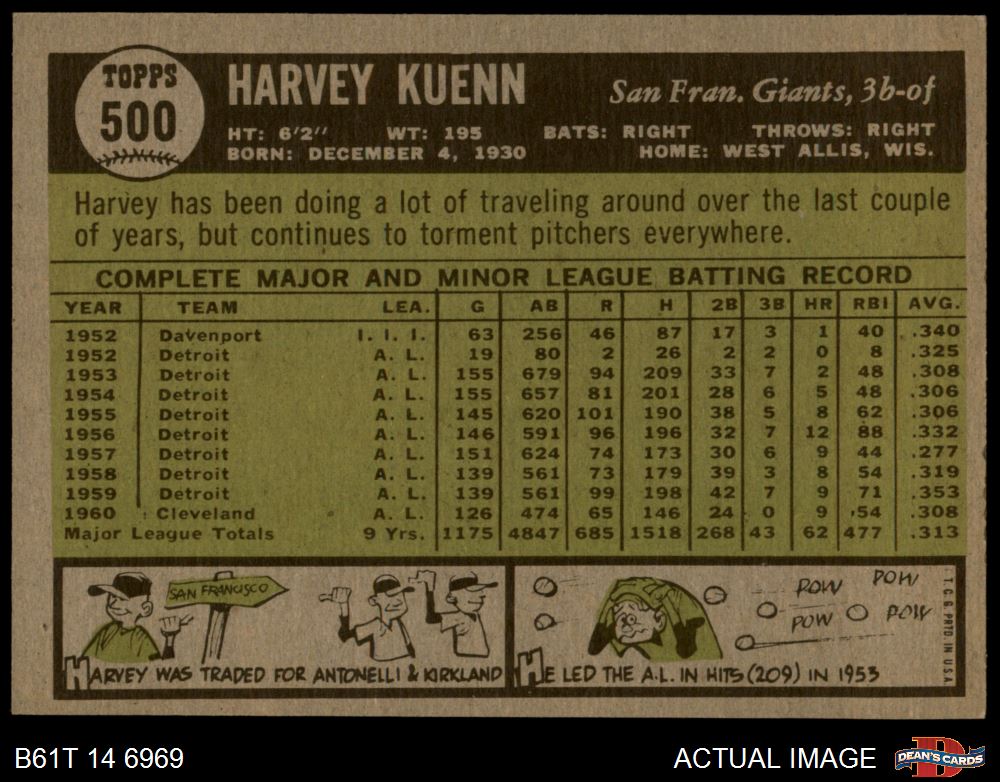 TOPPS
500
HARVEY KUENN
San Fran. Giants, 3b-of
HT: 6'2" WT: 195 BATS: RIGHT THROWS: RIGHT
BORN: DECEMBER 4, 1930 HOME: WEST ALLIS, WIS.
Harvey has been doing a lot of traveling around over the last couple
of years, but continues to torment pitchers everywhere.
COMPLETE MAJOR AND MINOR LEAGUE BATTING RECORD
YEAR TEAM LEA. G AB R H 2B 3B HR RBI AVG.
1952 Davenport I. I. I. 63 256 46 87 17 3 1 40 .340
1952 Detroit A. L. 19 80 2 26 2 2 0 8 .325
1953 Detroit A. L. 155 679 94 209 33 7 2 48 .308
1954 Detroit A. L. 155 657 81 201 28 6 5 48 .306
1955 Detroit A. L. 145 620 101 190 38 5 8 62 .306
1956 Detroit A. L. 146 591 96 196 32 7 12 88 .332
1957 Detroit A. L. 151 624 74 173 30 6 9 44 .277
1958 Detroit A. L. 139 561 73 179 39 3 8 54 .319
1959 Detroit A. L. 139 561 99 198 42 7 9 71 .353
1960 Cleveland A. L. 126 474 65 146 24 0 9 54 .308
Major League Totals 9 Yrs. 1175 4847 685 1518 268 43 62 477 .313
SAN FRANCISCO
HARVEY WAS TRADED FOR ANTONELLI & KIRKLAND
POW POW
POW POW
HE LED THE A.L. IN HITS (209) IN 1953
T.C.G. PRTD IN U.S.A.
B61T 14 6969
ACTUAL IMAGE
D
DEAN'S CARDS